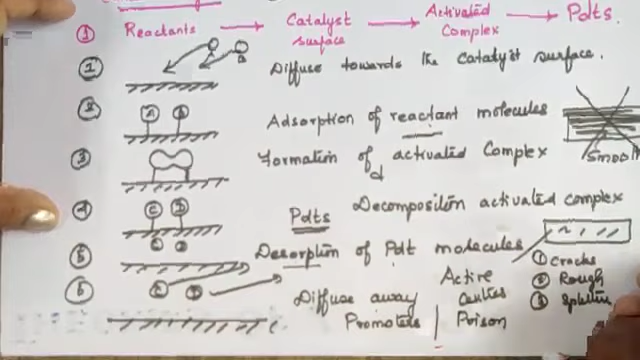 ① Reactants → Catalyst surface → Activated Complex → Pdts.
① Diffuse towards the Catalyst surface.
② Adsorption of reactant molecules
③ Formation of activated Complex
Smooth
④ Pdts Decomposition activated complex
⑤ Desorption of Pdt molecules
① Cracks
⑥ Diffuse away
Active centres
② Rough
③
Promoters | Poison